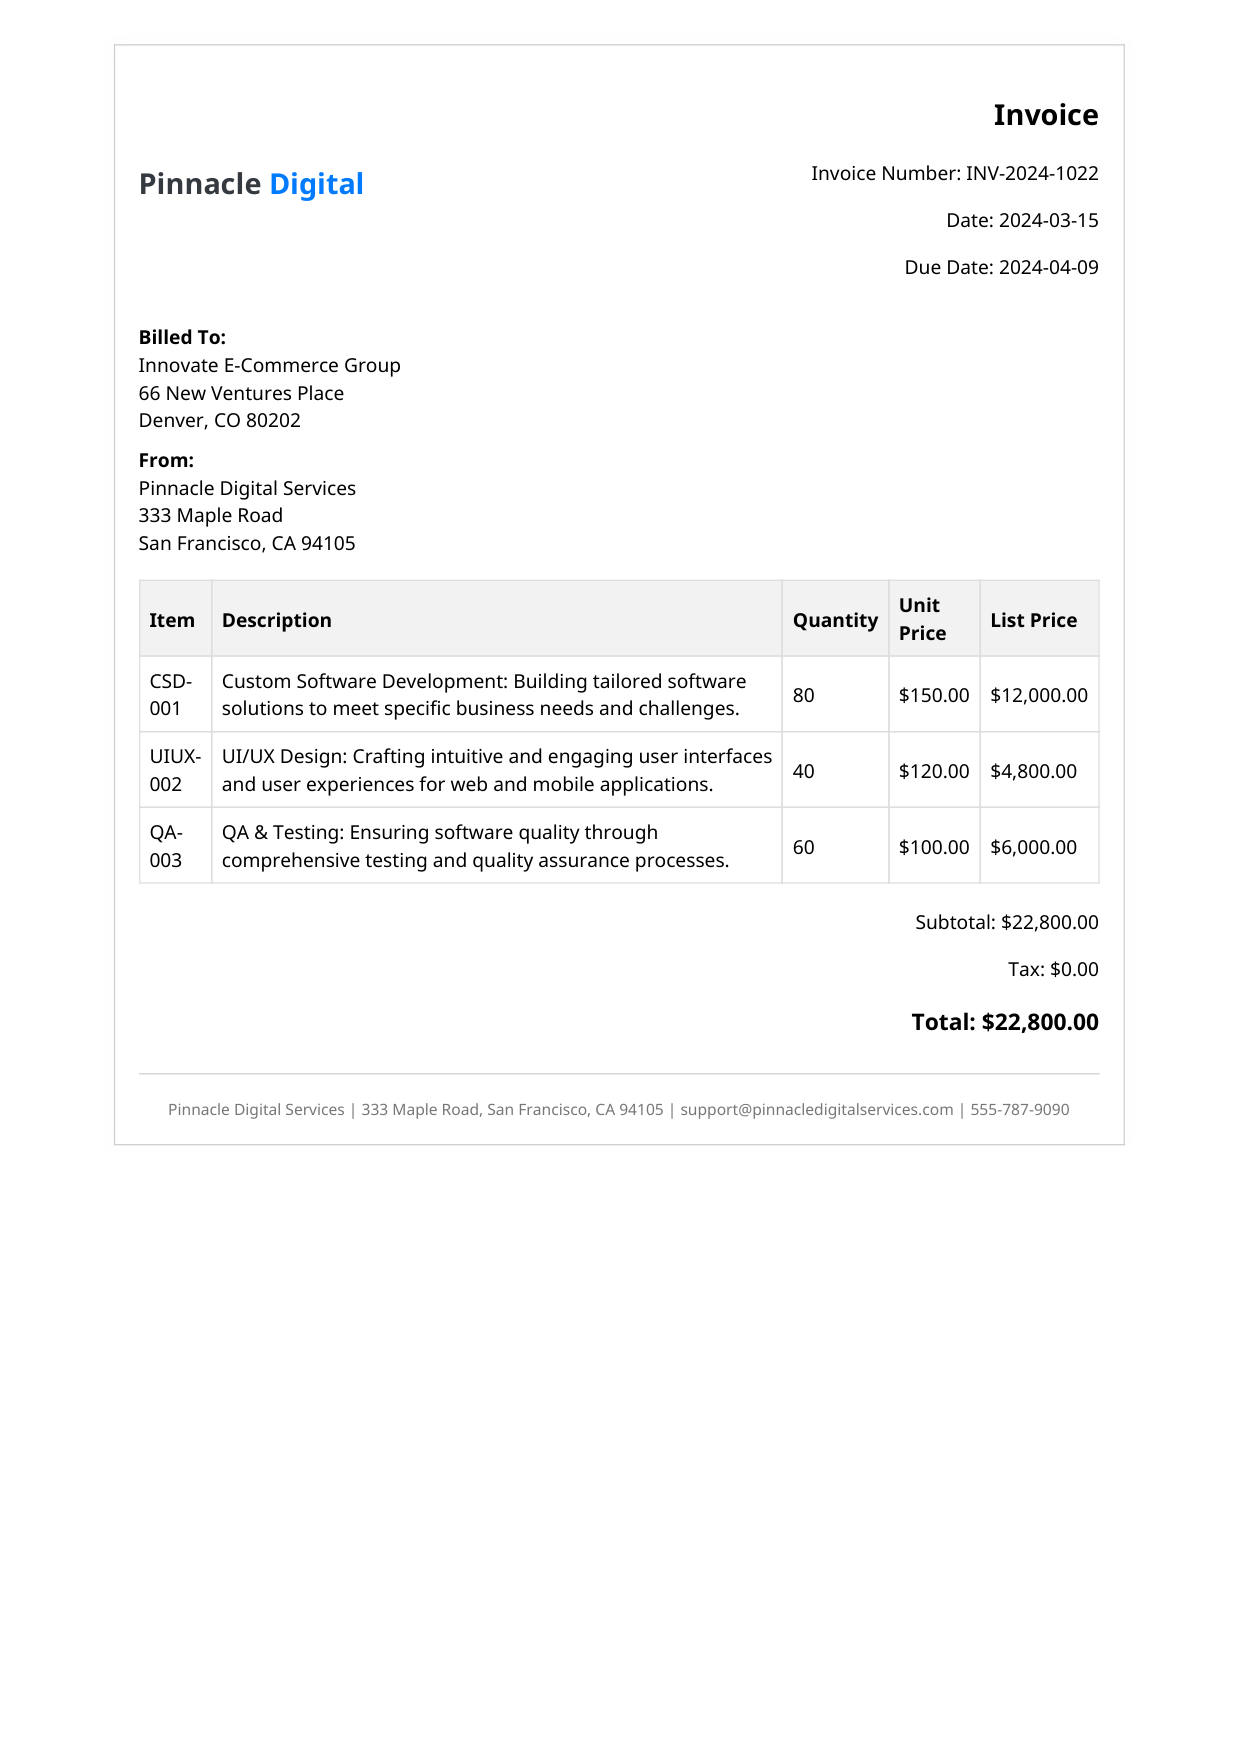 Invoice
Pinnacle Digital
Invoice Number: INV-2024-1022
Date: 2024-03-15
Due Date: 2024-04-09
Billed To:
Innovate E-Commerce Group
66 New Ventures Place
Denver, CO 80202
From:
Pinnacle Digital Services
333 Maple Road
San Francisco, CA 94105
Item Description Quantity Unit Price List Price
CSD-001 Custom Software Development: Building tailored software
solutions to meet specific business needs and challenges. 80 $150.00 $12,000.00
UIUX-002 UI/UX Design: Crafting intuitive and engaging user interfaces
and user experiences for web and mobile applications. 40 $120.00 $4,800.00
QA-003 QA & Testing: Ensuring software quality through
comprehensive testing and quality assurance processes. 60 $100.00 $6,000.00
Subtotal: $22,800.00
Tax: $0.00
Total: $22,800.00
Pinnacle Digital Services | 333 Maple Road, San Francisco, CA 94105 | support@pinnacledigitalservices.com | 555-787-9090